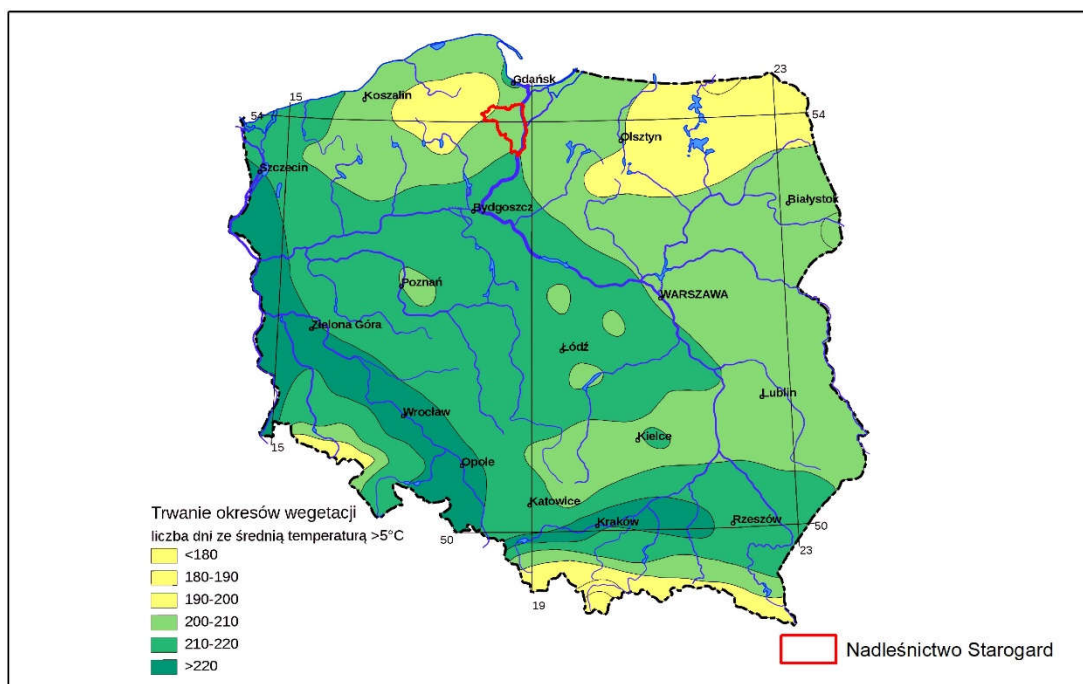 23
Gdańsk
15
Koszalin
54
54
Olsztyn
Szczecin
Białystok
Bydgoszcz
Poznań
WARSZAWA
Zielona Góra
Łódź
Lublin
Wrocław
Kielce
15
Opole
Katowice
Kraków
Rzeszów
50
50
23
19
Trwanie okresów wegetacji
liczba dni ze średnią temperaturą >5°C
<180
180-190
190-200
200-210
210-220
>220
Nadleśnictwo Starogard